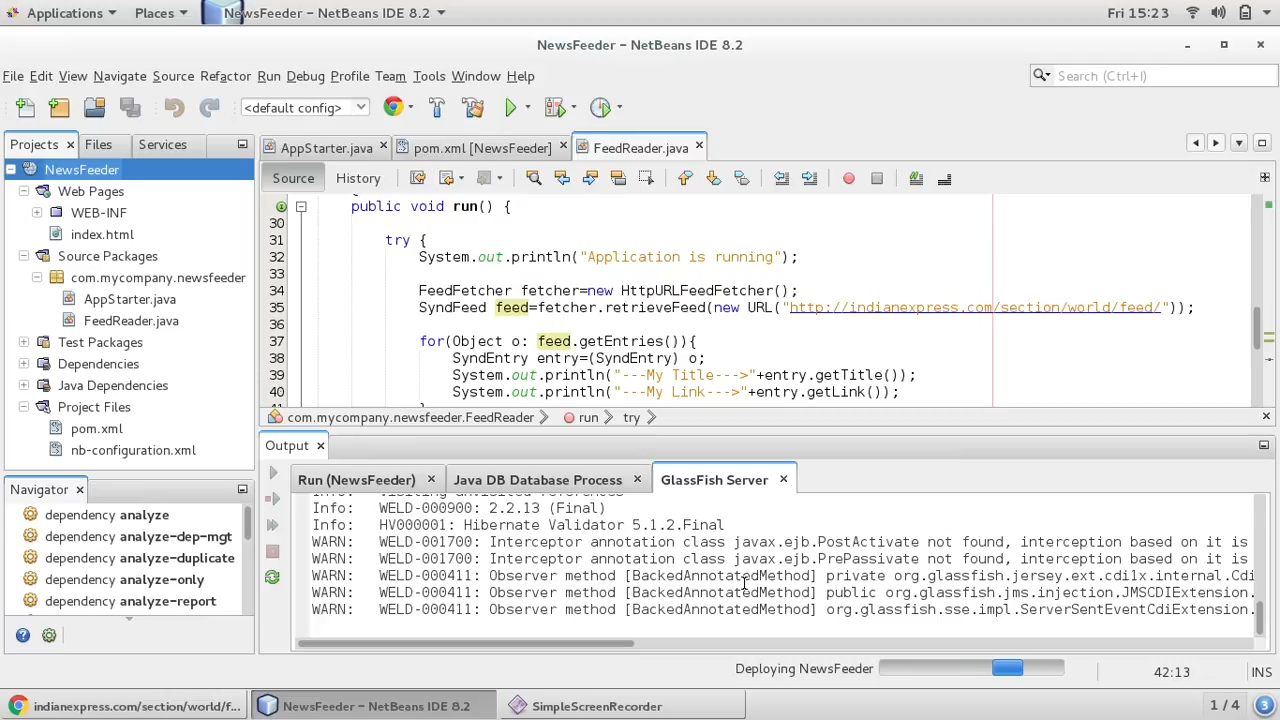 Applications Places NewsFeeder – NetBeans IDE 8.2 Fri 15:23
NewsFeeder – NetBeans IDE 8.2
File Edit View Navigate Source Refactor Run Debug Profile Team Tools Window Help Search (Ctrl+I)
<default config>
Projects Files Services AppStarter.java pom.xml [NewsFeeder] FeedReader.java
NewsFeeder
Web Pages
WEB-INF
index.html
Source Packages
com.mycompany.newsfeeder
AppStarter.java
FeedReader.java
Test Packages
Dependencies
Java Dependencies
Project Files
pom.xml
nb-configuration.xml
Source History
public void run() {
30
31 try {
32 System.out.println("Application is running");
33
34 FeedFetcher fetcher=new HttpURLFeedFetcher();
35 SyndFeed feed=fetcher.retrieveFeed(new URL("http://indianexpress.com/section/world/feed/"));
36
37 for(Object o: feed.getEntries()){
38 SyndEntry entry=(SyndEntry) o;
39 System.out.println("---My Title--->"+entry.getTitle());
40 System.out.println("---My Link--->"+entry.getLink());
com.mycompany.newsfeeder.FeedReader run try
Navigator
dependency analyze
dependency analyze-dep-mgt
dependency analyze-duplicate
dependency analyze-only
dependency analyze-report
Output
Run (NewsFeeder) Java DB Database Process GlassFish Server
Info: Visiting unvisited references
Info: WELD-000900: 2.2.13 (Final)
Info: HV000001: Hibernate Validator 5.1.2.Final
WARN: WELD-001700: Interceptor annotation class javax.ejb.PostActivate not found, interception based on it is
WARN: WELD-001700: Interceptor annotation class javax.ejb.PrePassivate not found, interception based on it is
WARN: WELD-000411: Observer method [BackedAnnotatedMethod] private org.glassfish.jersey.ext.cdi1x.internal.Cdi
WARN: WELD-000411: Observer method [BackedAnnotatedMethod] public org.glassfish.jms.injection.JMSCDIExtension.
WARN: WELD-000411: Observer method [BackedAnnotatedMethod] org.glassfish.sse.impl.ServerSentEventCdiExtension.
Deploying NewsFeeder 42:13 INS
indianexpress.com/section/world/f... NewsFeeder – NetBeans IDE 8.2 SimpleScreenRecorder 1 / 4 3